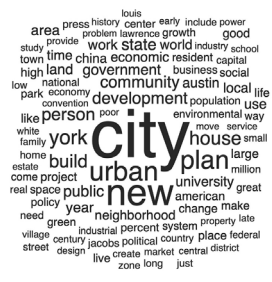 louis
problem lawrence growth
press history center early include power
area work state world industry good
study provide
town time china economic resident school
high land government business capital
low national social
park economy community austin local
convention development population life
like person poor environmental use way
white city move service
family york house small
home new plan
estate build urban large
come project million
real space public university great
policy year neighborhood american
need green change make
industrial percent system property late
village century political country place federal
street design jacobs create market central district
live
zone long just